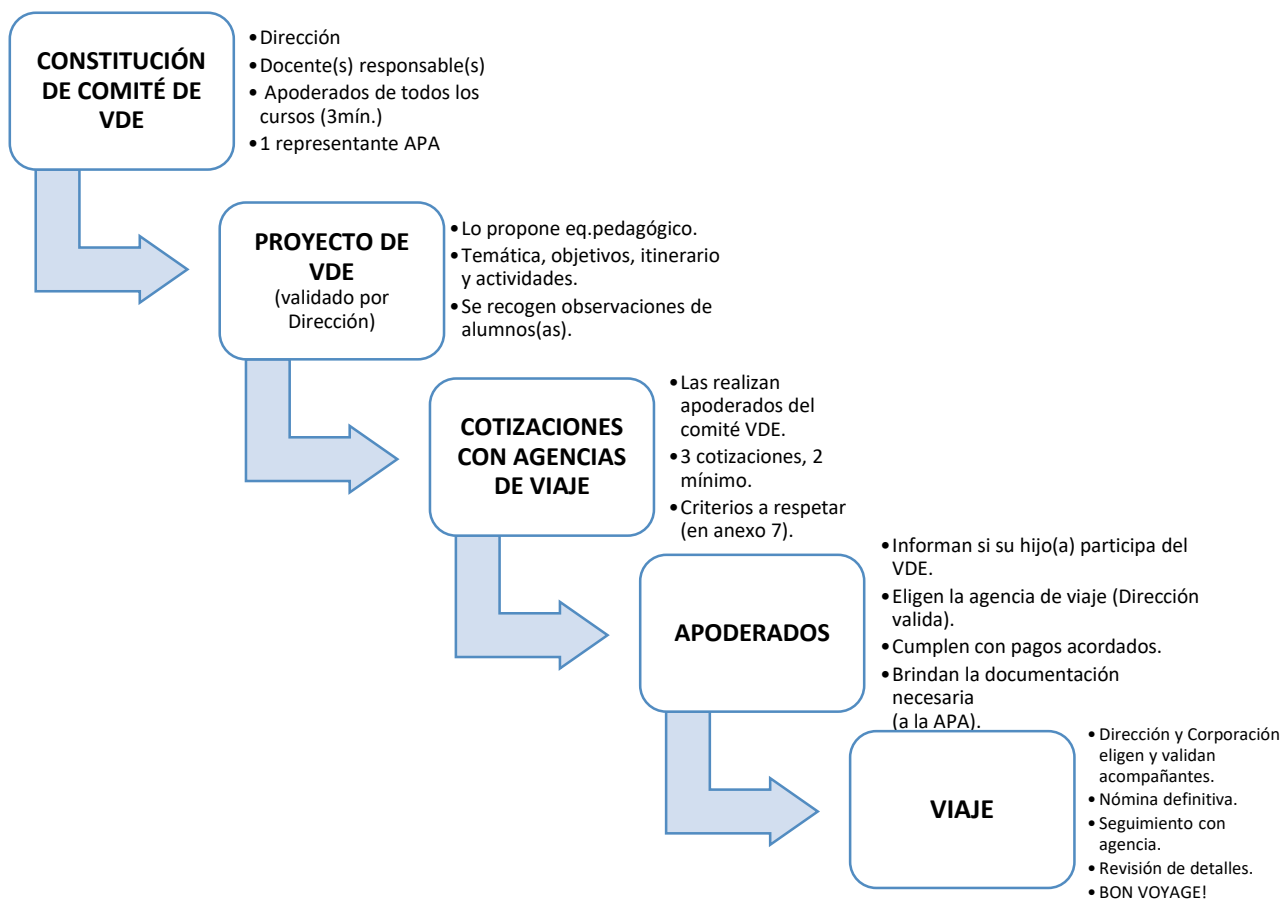 CONSTITUCIÓN
DE COMITÉ DE
VDE
•Dirección
•Docente(s) responsable(s)
• Apoderados de todos los
cursos (3mín.)
•1 representante APA
PROYECTO DE
VDE
(validado por
Dirección)
•Lo propone eq.pedagógico.
•Temática, objetivos, itinerario
y actividades.
•Se recogen observaciones de
alumnos(as).
COTIZACIONES
CON AGENCIAS
DE VIAJE
•Las realizan
apoderados del
comité VDE.
•3 cotizaciones, 2
mínimo.
•Criterios a respetar
(en anexo 7).
APODERADOS
•Informan si su hijo(a) participa del
VDE.
•Eligen la agencia de viaje (Dirección
valida).
•Cumplen con pagos acordados.
•Brindan la documentación
necesaria
(a la APA).
VIAJE
•Dirección y Corporación
eligen y validan
acompañantes.
•Nómina definitiva.
•Seguimiento con
agencia.
•Revisión de detalles.
•BON VOYAGE!